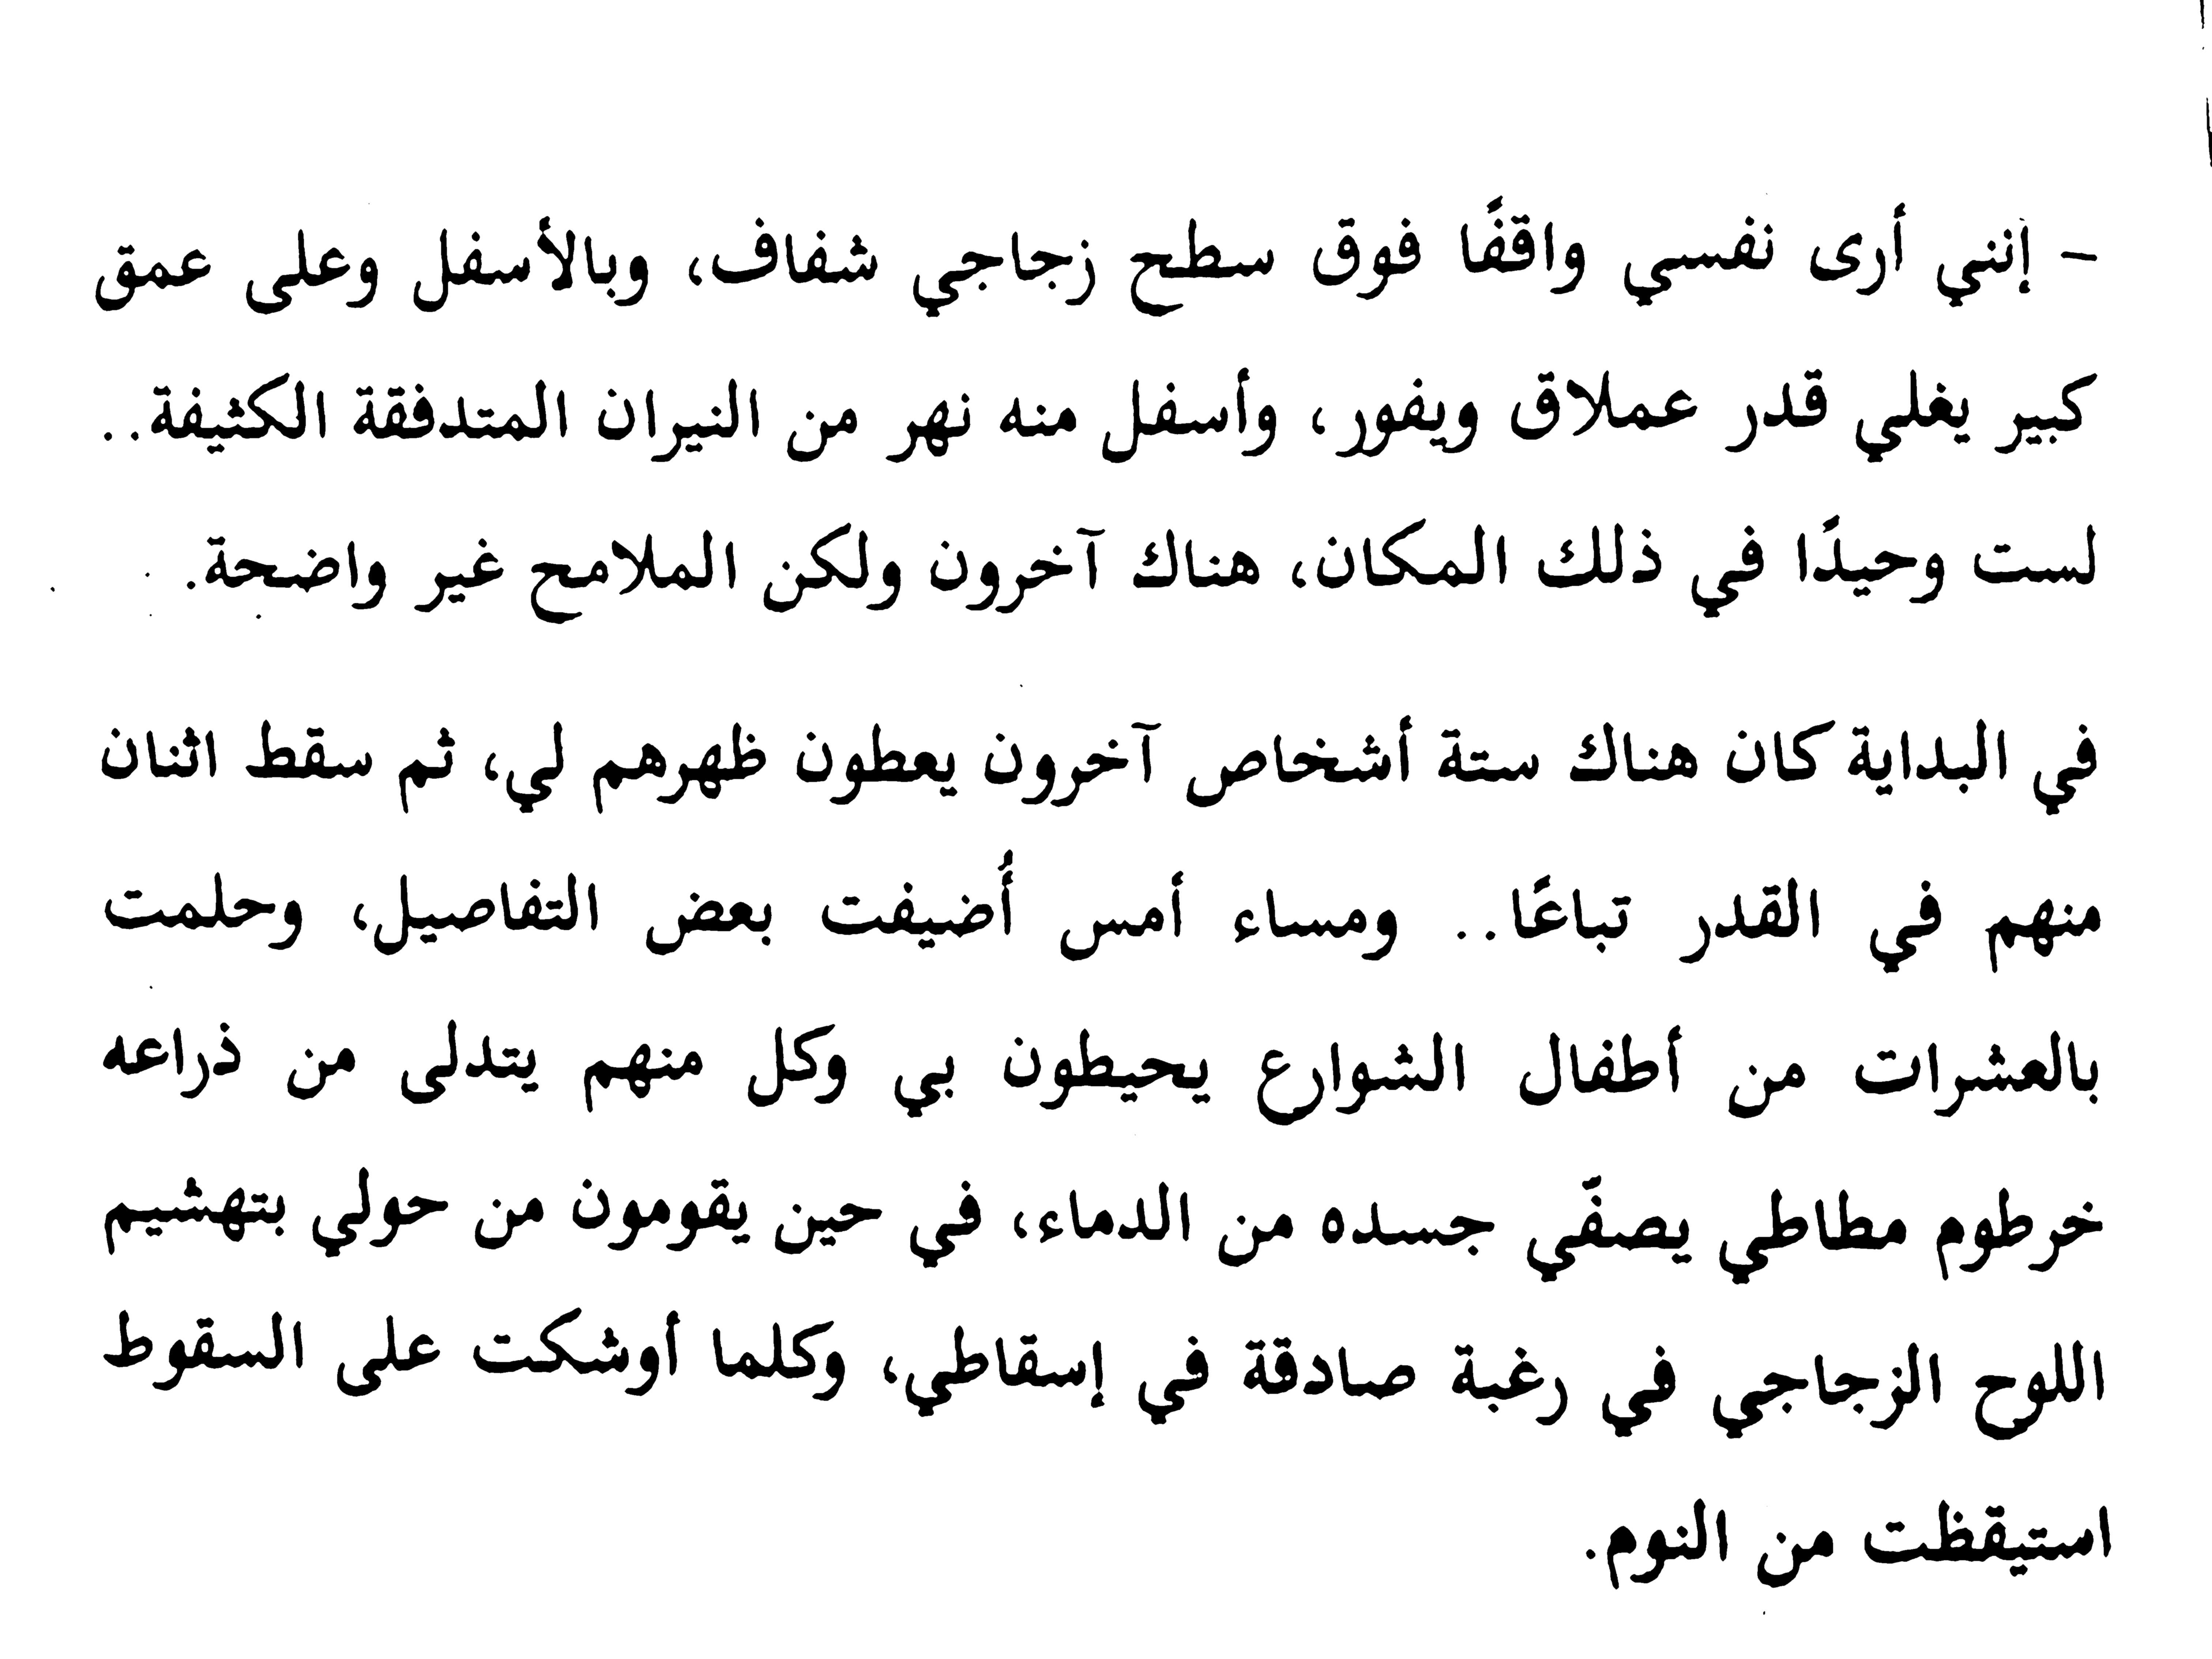 – إنني أرى نفسي واقفًا فوق سطح زجاجي شفاف، وبالأسفل وعلى عمق
كبير يغلي قدر عملاق ويفور، وأسفل منه نهر من النيران المتدفقة الكثيفة..
لست وحيدًا في ذلك المكان، هناك آخرون ولكن الملامح غير واضحة.
في البداية كان هناك ستة أشخاص آخرون يعطون ظهرهم لي، ثم سقط اثنان
منهم في القدر تباعًا.. ومساء أمس أُضيفت بعض التفاصيل، وحلمت
بالعشرات من أطفال الشوارع يحيطون بي وكل منهم يتدلى من ذراعه
خرطوم مطاطي يصفّي جسده من الدماء، في حين يقومون من حولي بتهشيم
اللوح الزجاجي في رغبة صادقة في إسقاطي، وكلما أوشكت على السقوط
استيقظت من النوم.